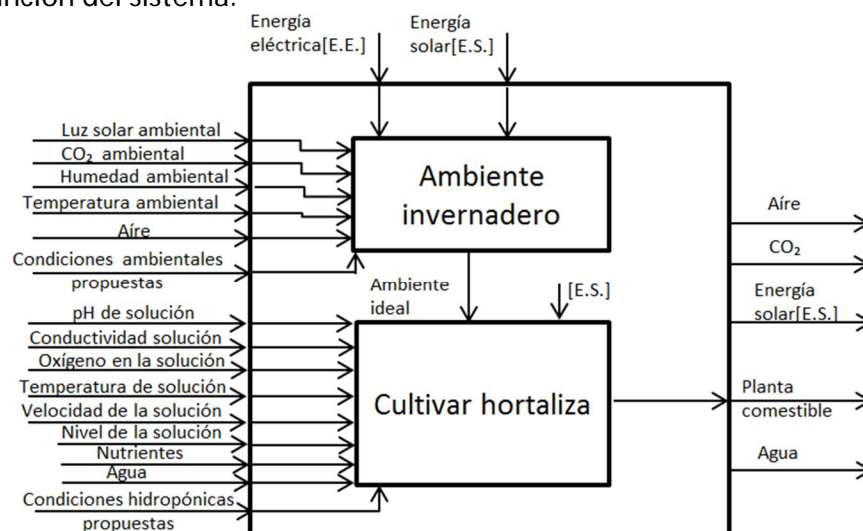 función del sistema.
Energía
eléctrica[E.E.]
Energía
solar[E.S.]
Luz solar ambiental
CO₂ ambiental
Humedad ambiental
Temperatura ambiental
Aíre
Condiciones ambientales
propuestas
Ambiente
invernadero
Ambiente
ideal
[E.S.]
pH de solución
Conductividad solución
Oxígeno en la solución
Temperatura de solución
Velocidad de la solución
Nivel de la solución
Nutrientes
Agua
Condiciones hidropónicas
propuestas
Cultivar hortaliza
Aíre
CO₂
Energía
solar[E.S.]
Planta
comestible
Agua